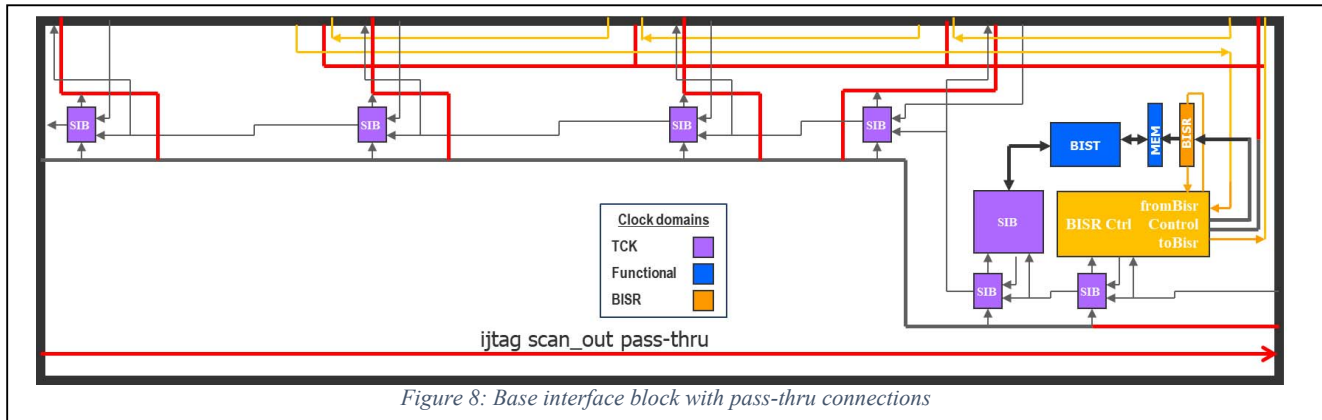 SIB
SIB
SIB
SIB
BIST
MEM
BISR
SIB
BISR Ctrl
fromBisr
Control
toBisr
SIB
SIB
Clock domains
TCK
Functional
BISR
ijtag scan_out pass-thru
Figure 8: Base interface block with pass-thru connections